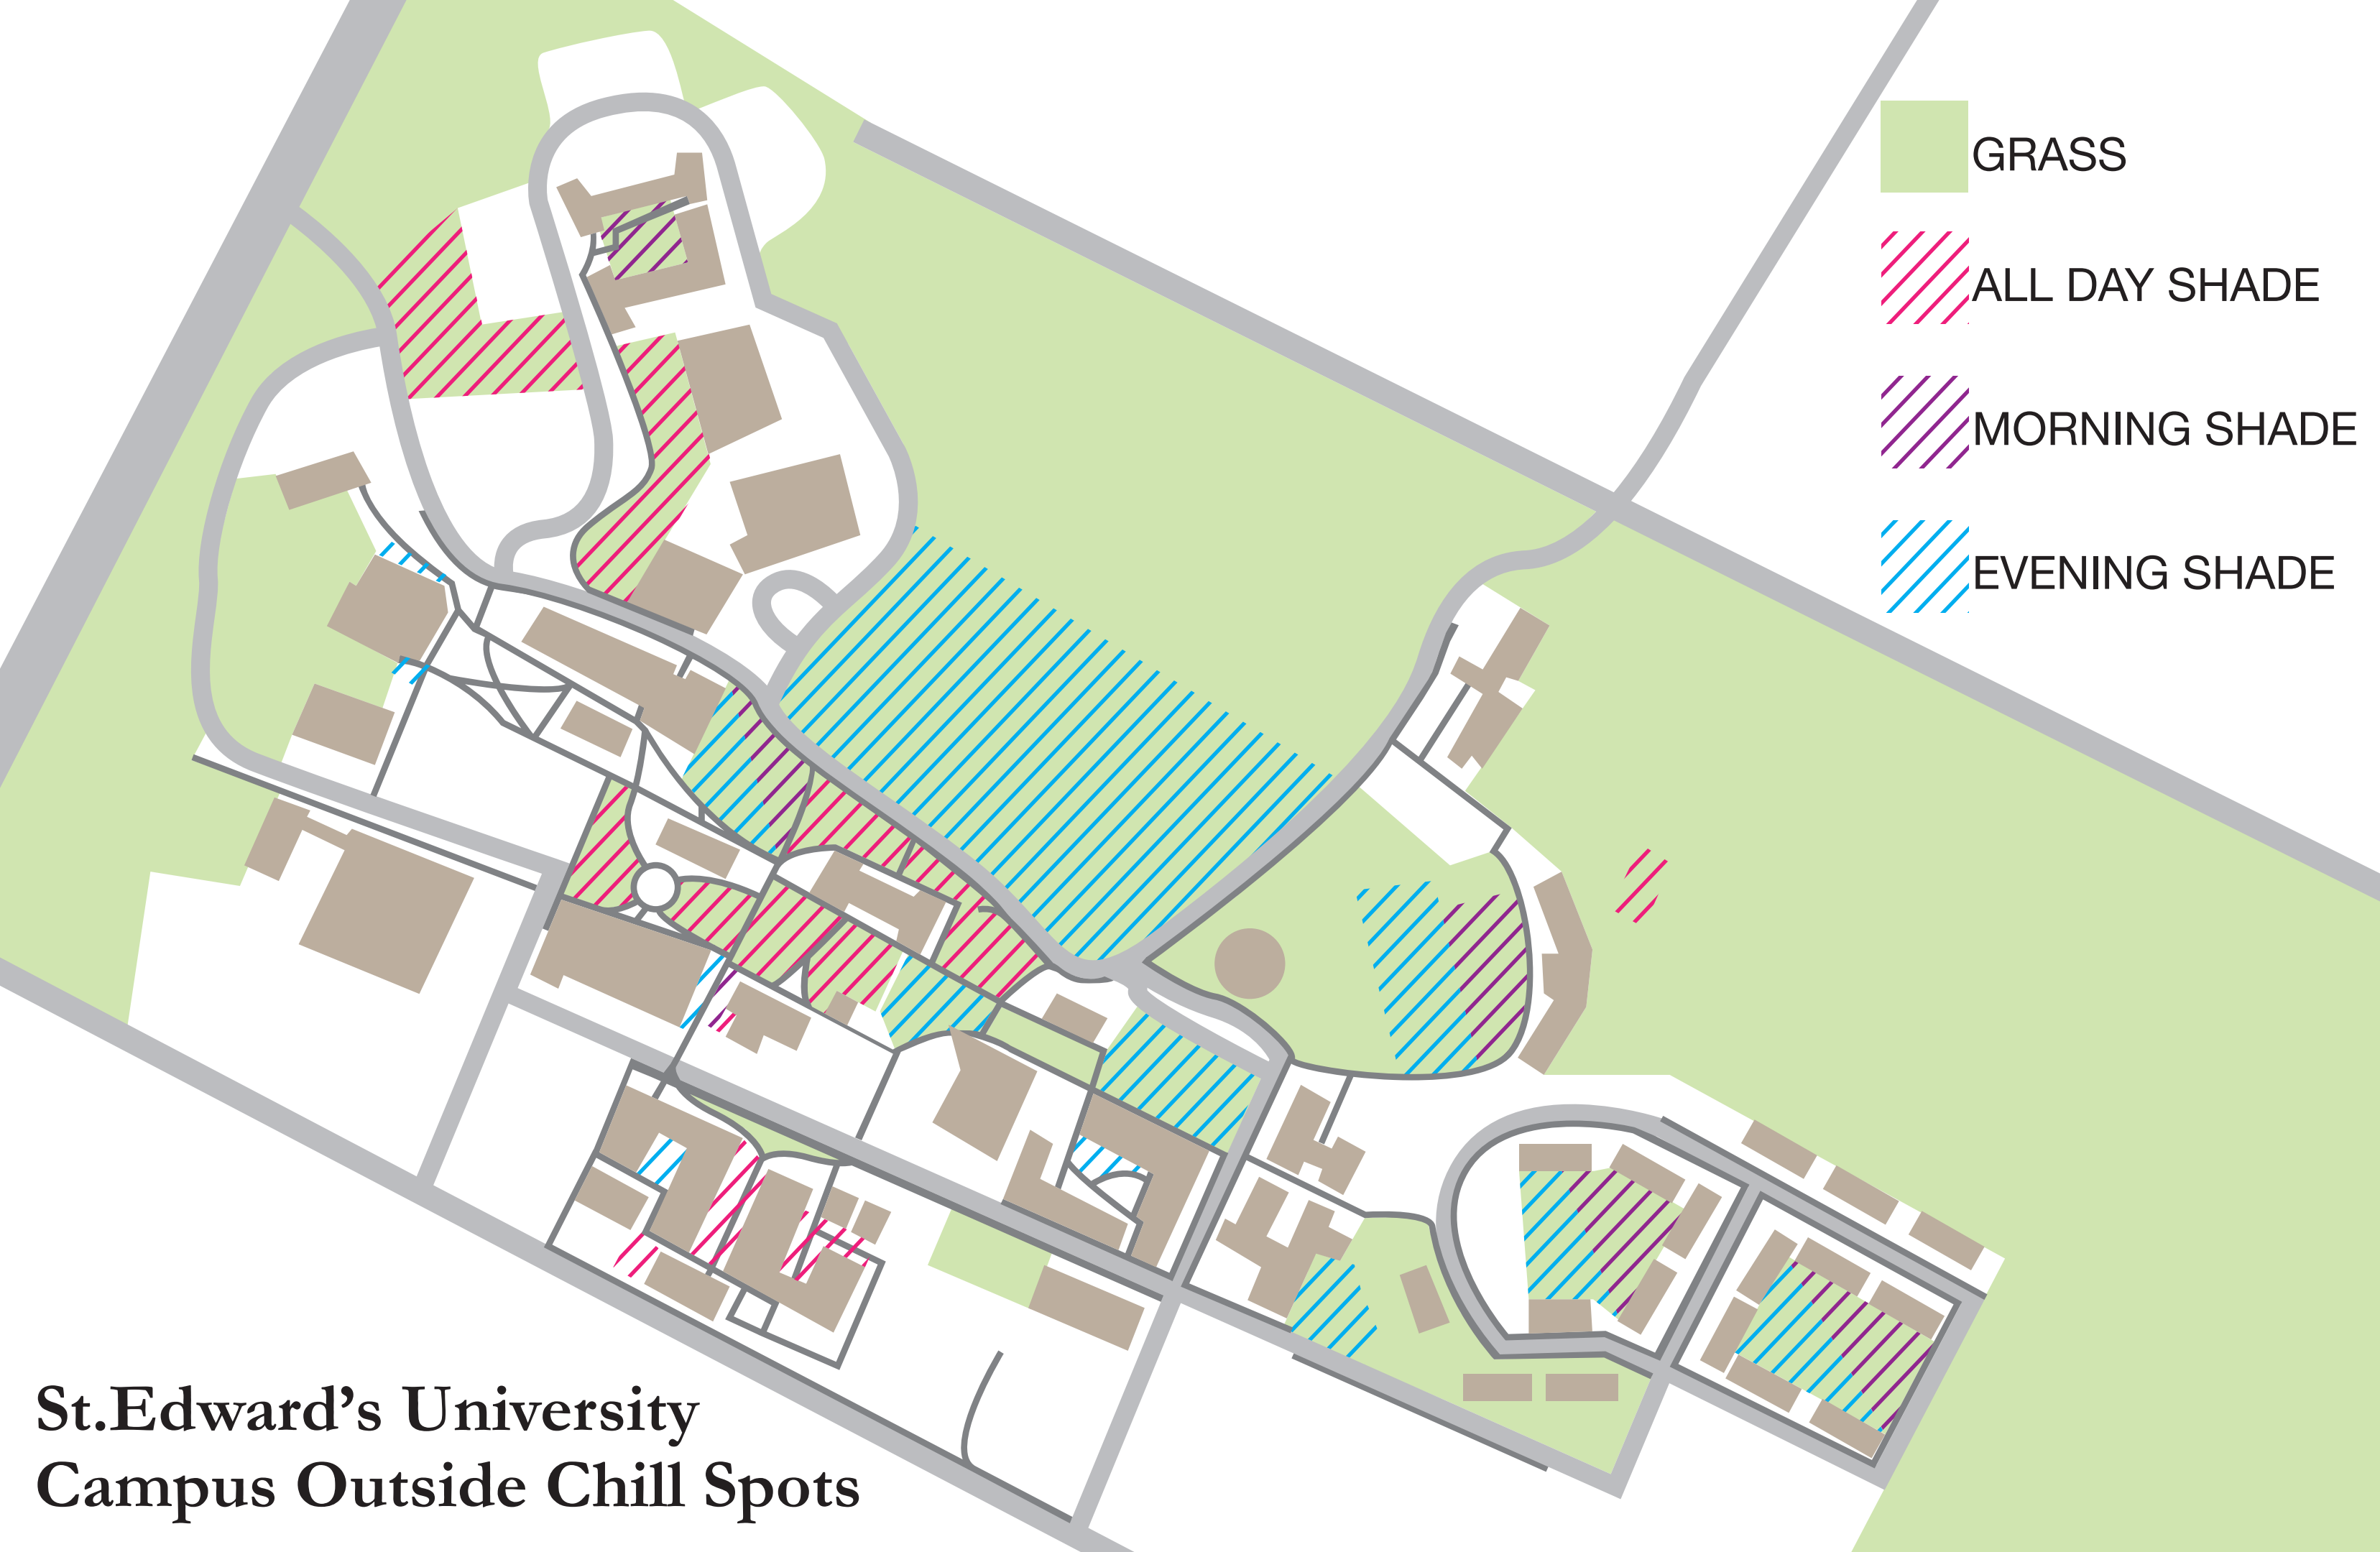 GRASS
ALL DAY SHADE
MORNING SHADE
EVENING SHADE
St.Edward’s University
Campus Outside Chill Spots